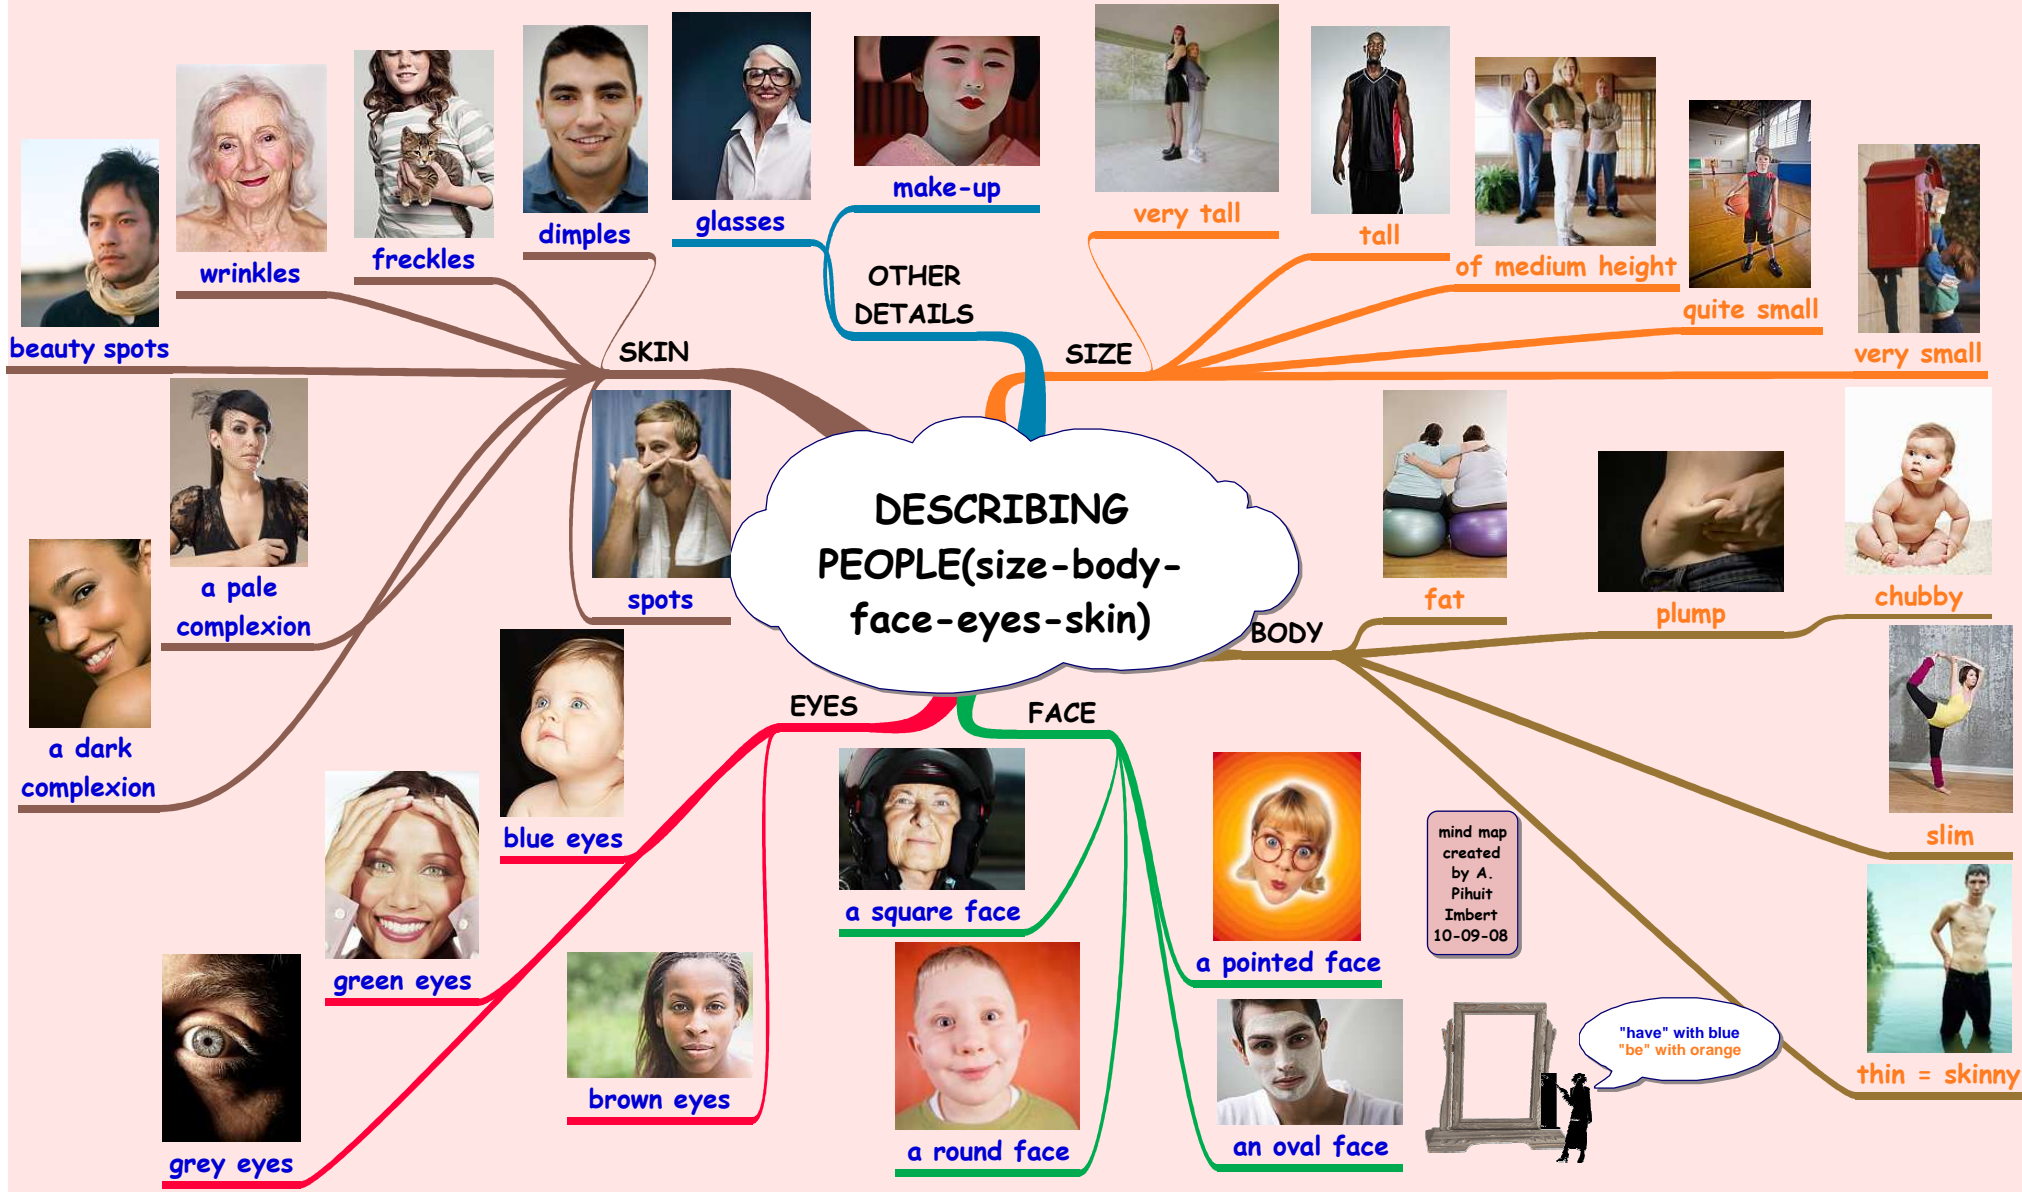 DESCRIBING
PEOPLE(size-body-
face-eyes-skin)
OTHER
DETAILS
glasses
make-up
SIZE
very tall
tall
of medium height
quite small
very small
BODY
fat
plump
chubby
slim
thin = skinny
FACE
a square face
a round face
a pointed face
an oval face
EYES
blue eyes
green eyes
grey eyes
brown eyes
SKIN
dimples
freckles
wrinkles
beauty spots
a pale
complexion
a dark
complexion
spots
mind map
created
by A.
Pihuit
Imbert
10-09-08
"have" with blue
"be" with orange